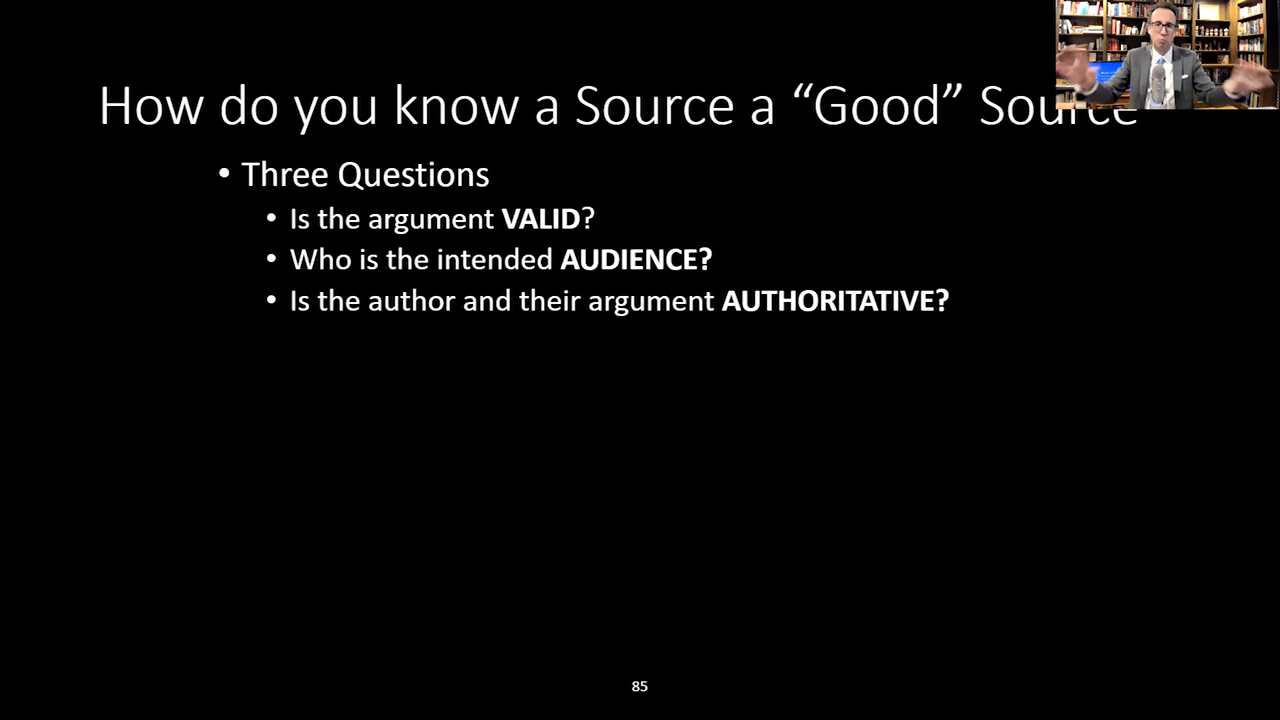 How do you know a Source a “Good” Source
• Three Questions
• Is the argument VALID?
• Who is the intended AUDIENCE?
• Is the author and their argument AUTHORITATIVE?
85